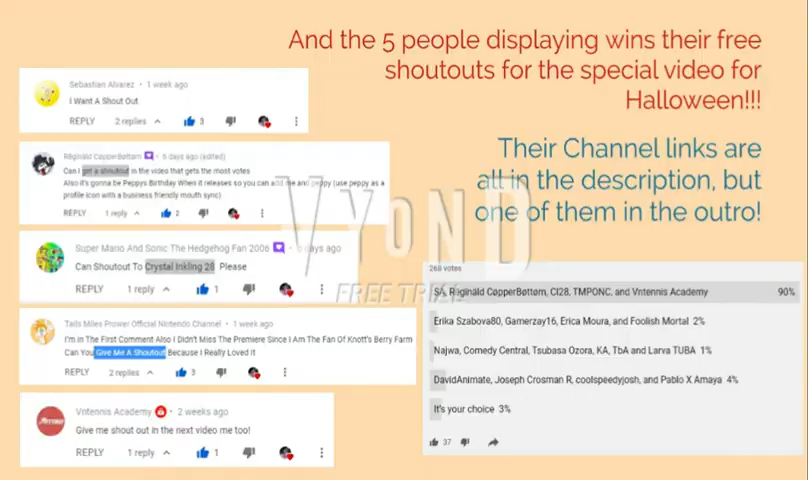 And the 5 people displaying wins their free
shoutouts for the special video for
Halloween!!!
Their Channel links are
all in the description, but
one of them in the outro!
Sebastian Alvarez • 1 week ago
I Want A Shout Out
REPLY 2 replies 3
Réginåld CøpperBøttøm • 6 days ago (edited)
Can I get a shoutout in the video that gets the most votes
Also it's gonna be Peppys Birthday When it releases so you can add me and peppy (use peppy as a
profile icon with a business friendly mouth sync)
REPLY 1 reply 2
Super Mario And Sonic The Hedgehog Fan 2006 • days ago
Can Shoutout To Crystal Inkling 28 Please
REPLY 1 reply 1
Tails Miles Prower Official Nintendo Channel • 1 week ago
I'm in The First Comment Also I Didn't Miss The Premiere Since I Am The Fan Of Knott's Berry Farm
Can You Give Me A Shoutout Because I Really Loved It
REPLY 2 replies 3
Vntennis Academy • 2 weeks ago
Give me shout out in the next video me too!
REPLY 1 reply 1
VYOND
FREE TRIAL
268 votes
SA, Réginåld CøpperBøttøm, CI28, TMPONC, and Vntennis Academy 90%
Erika Szabova80, Gamerzay16, Erica Moura, and Foolish Mortal 2%
Najwa, Comedy Central, Tsubasa Ozora, KA, TbA and Larva TUBA 1%
DavidAnimate, Joseph Crosman R, coolspeedyjosh, and Pablo X Amaya 4%
It's your choice 3%
37